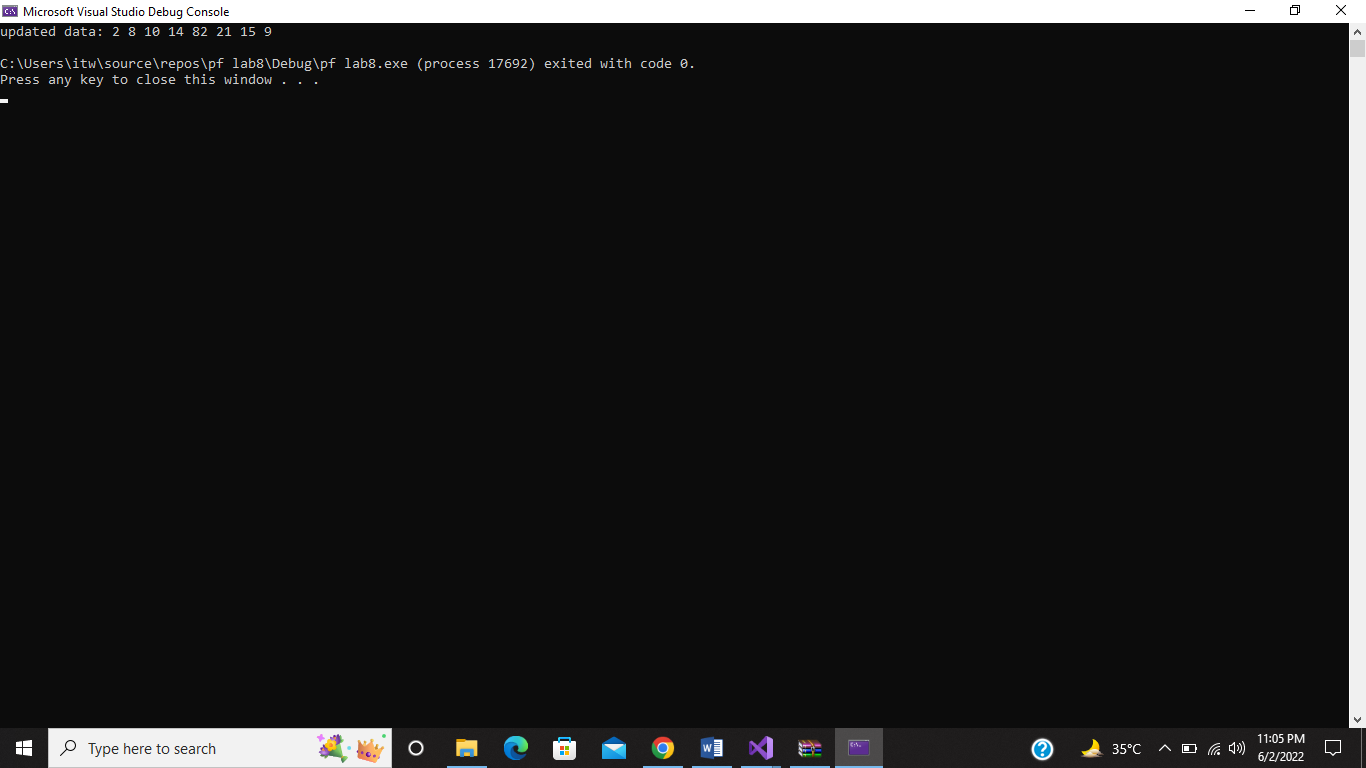 Microsoft Visual Studio Debug Console
updated data: 2 8 10 14 82 21 15 9
C:\Users\itw\source\repos\pf lab8\Debug\pf lab8.exe (process 17692) exited with code 0.
Press any key to close this window . . .
Type here to search
35°C
11:05 PM
6/2/2022